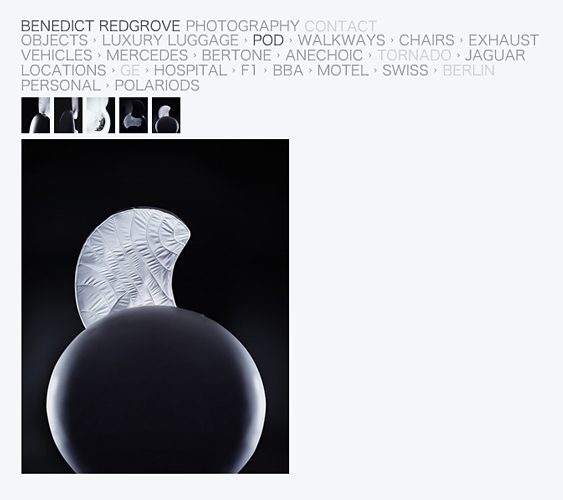 BENEDICT REDGROVE PHOTOGRAPHY CONTACT
OBJECTS › LUXURY LUGGAGE › POD › WALKWAYS › CHAIRS › EXHAUST
VEHICLES › MERCEDES › BERTONE › ANECHOIC › TORNADO › JAGUAR
LOCATIONS › GE › HOSPITAL › F1 › BBA › MOTEL › SWISS › BERLIN
PERSONAL › POLARIODS